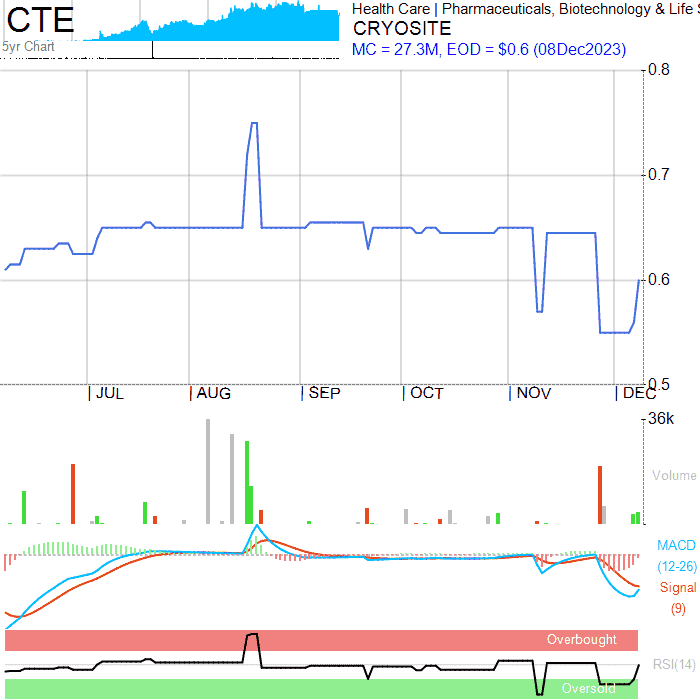 CTE
5yr Chart
Health Care | Pharmaceuticals, Biotechnology & Life S
CRYOSITE
MC = 27.3M, EOD = $0.6 (08Dec2023)
0.8
0.7
0.6
0.5
JUL AUG SEP OCT NOV DEC
36k
Volume
MACD
(12-26)
Signal
(9)
Overbought
RSI(14)
Oversold